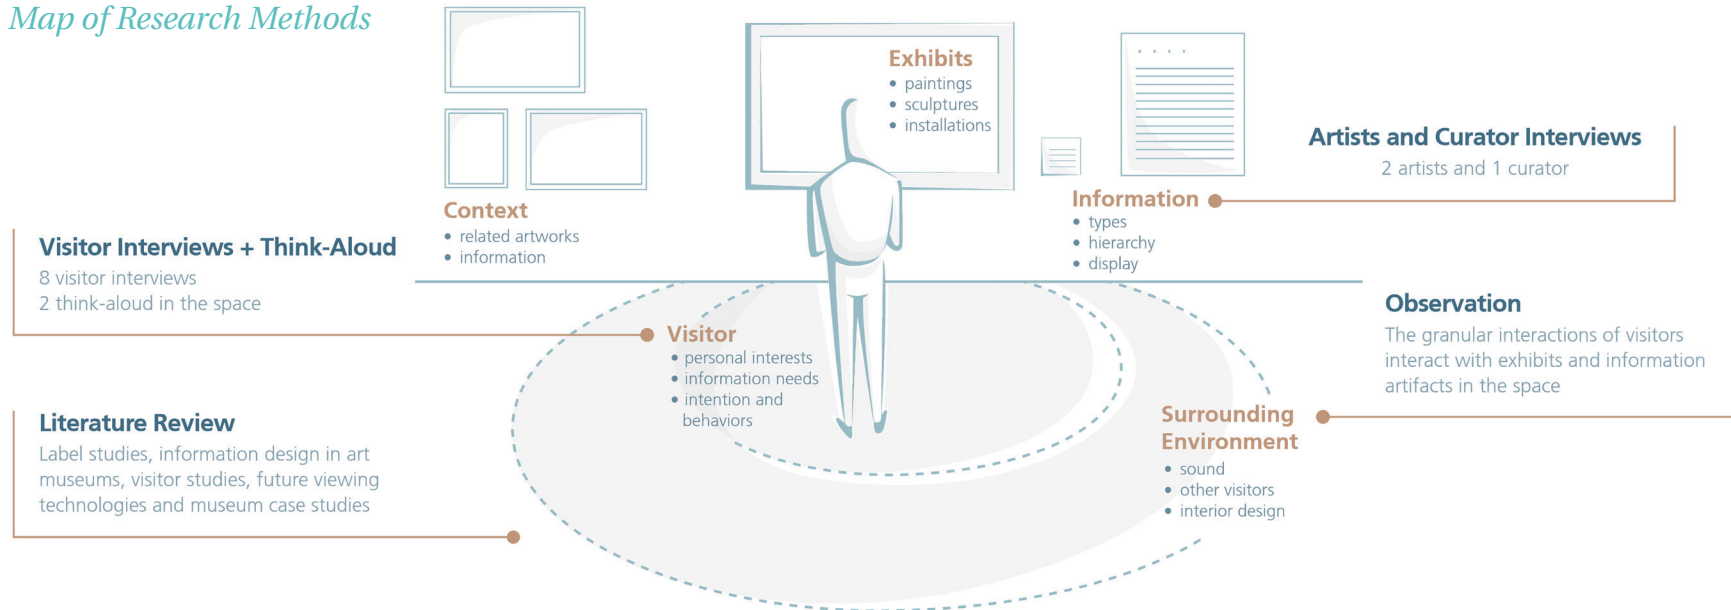 Map of Research Methods
Exhibits
• paintings
• sculptures
• installations
Artists and Curator Interviews
2 artists and 1 curator
Context
• related artworks
• information
Information
• types
• hierarchy
• display
Visitor Interviews + Think-Aloud
8 visitor interviews
2 think-aloud in the space
Visitor
• personal interests
• information needs
• intention and
behaviors
Observation
The granular interactions of visitors
interact with exhibits and information
artifacts in the space
Literature Review
Label studies, information design in art
museums, visitor studies, future viewing
technologies and museum case studies
Surrounding
Environment
• sound
• other visitors
• interior design